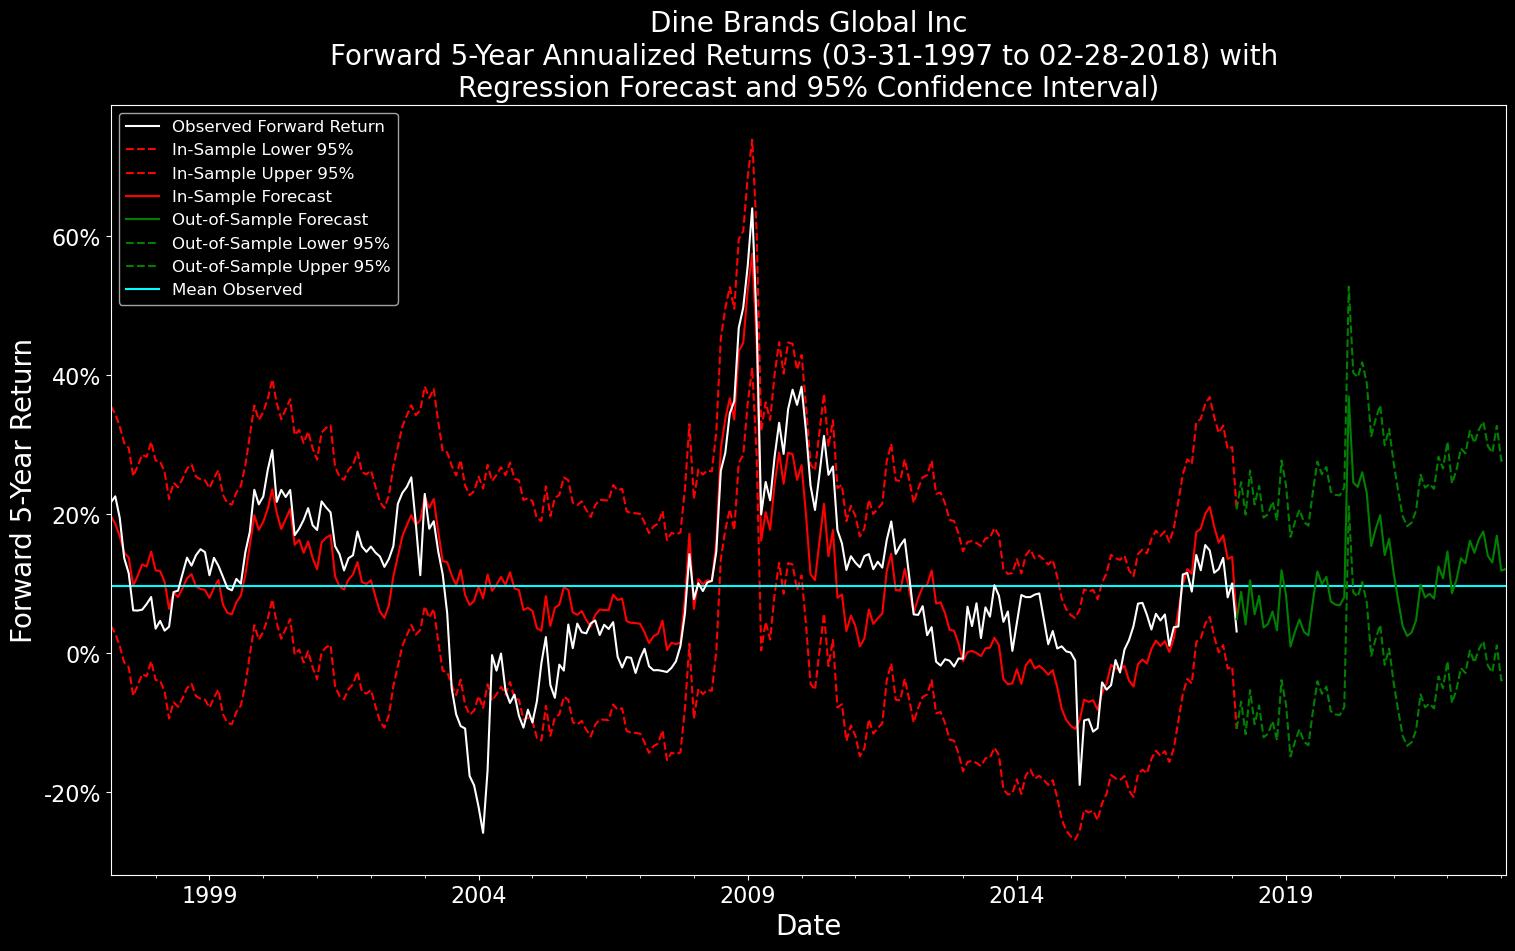 Dine Brands Global Inc
Forward 5-Year Annualized Returns (03-31-1997 to 02-28-2018) with
Regression Forecast and 95% Confidence Interval)
Observed Forward Return
In-Sample Lower 95%
In-Sample Upper 95%
In-Sample Forecast
Out-of-Sample Forecast
Out-of-Sample Lower 95%
Out-of-Sample Upper 95%
Mean Observed
Forward 5-Year Return
60%
40%
20%
0%
-20%
1999
2004
2009
2014
2019
Date